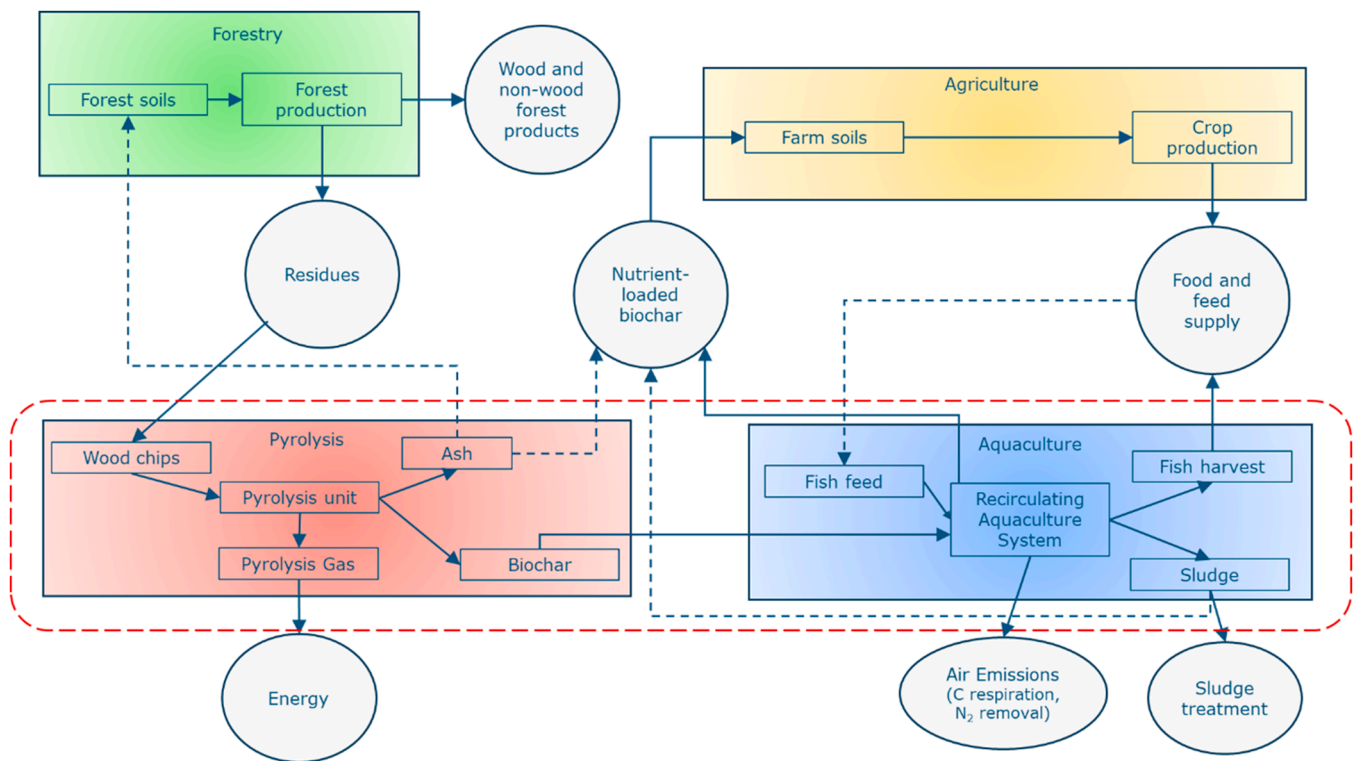 Forestry
Forest soils
Forest
production
Wood and
non-wood
forest
products
Agriculture
Farm soils
Crop
production
Residues
Nutrient-
loaded
biochar
Food and
feed
supply
Pyrolysis
Wood chips
Ash
Pyrolysis unit
Pyrolysis Gas
Biochar
Aquaculture
Fish feed
Recirculating
Aquaculture
System
Fish harvest
Sludge
Energy
Air Emissions
(C respiration,
N₂ removal)
Sludge
treatment